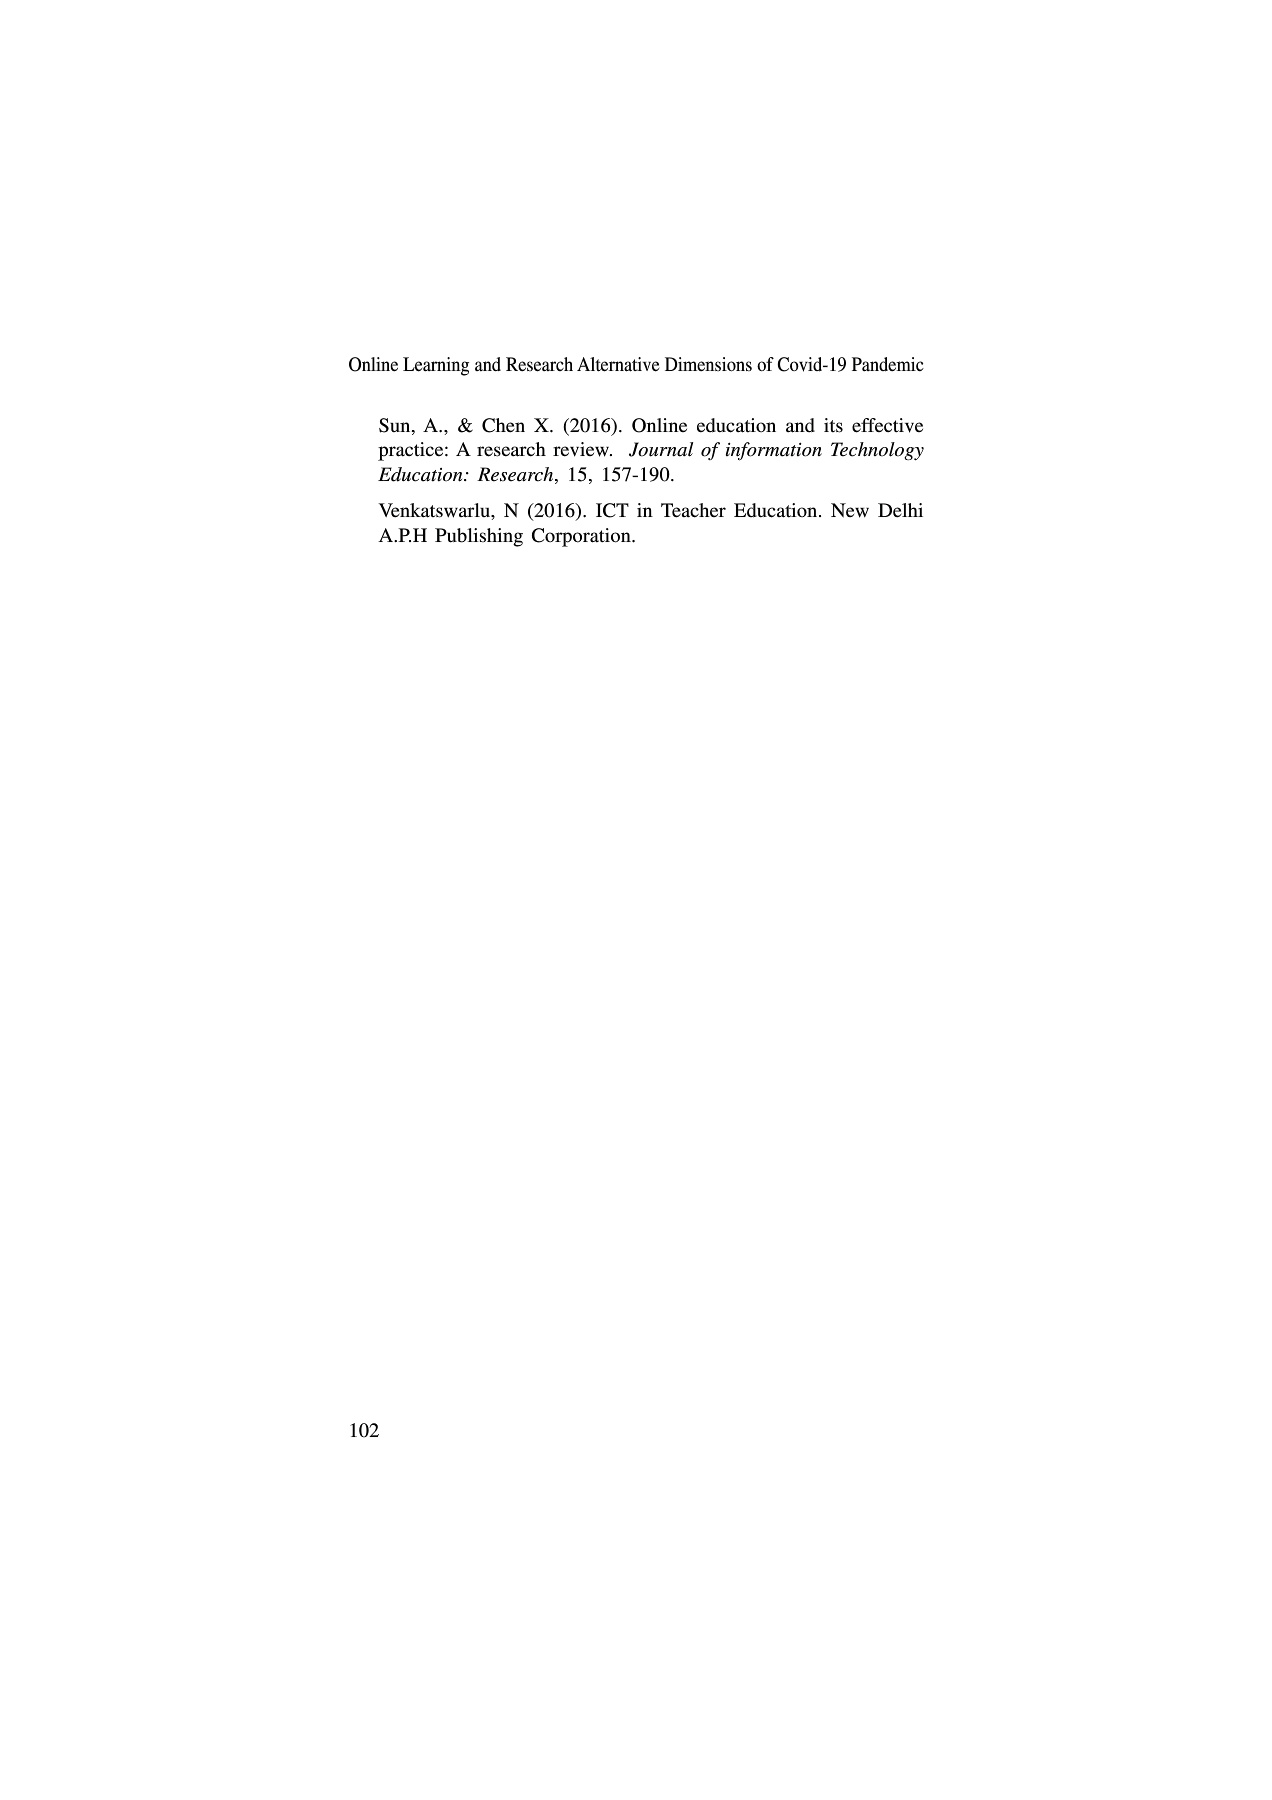 Online Learning and Research Alternative Dimensions of Covid-19 Pandemic
Sun, A., & Chen X. (2016). Online education and its effective
practice: A research review. Journal of information Technology
Education: Research, 15, 157-190.
Venkatswarlu, N (2016). ICT in Teacher Education. New Delhi
A.P.H Publishing Corporation.
102